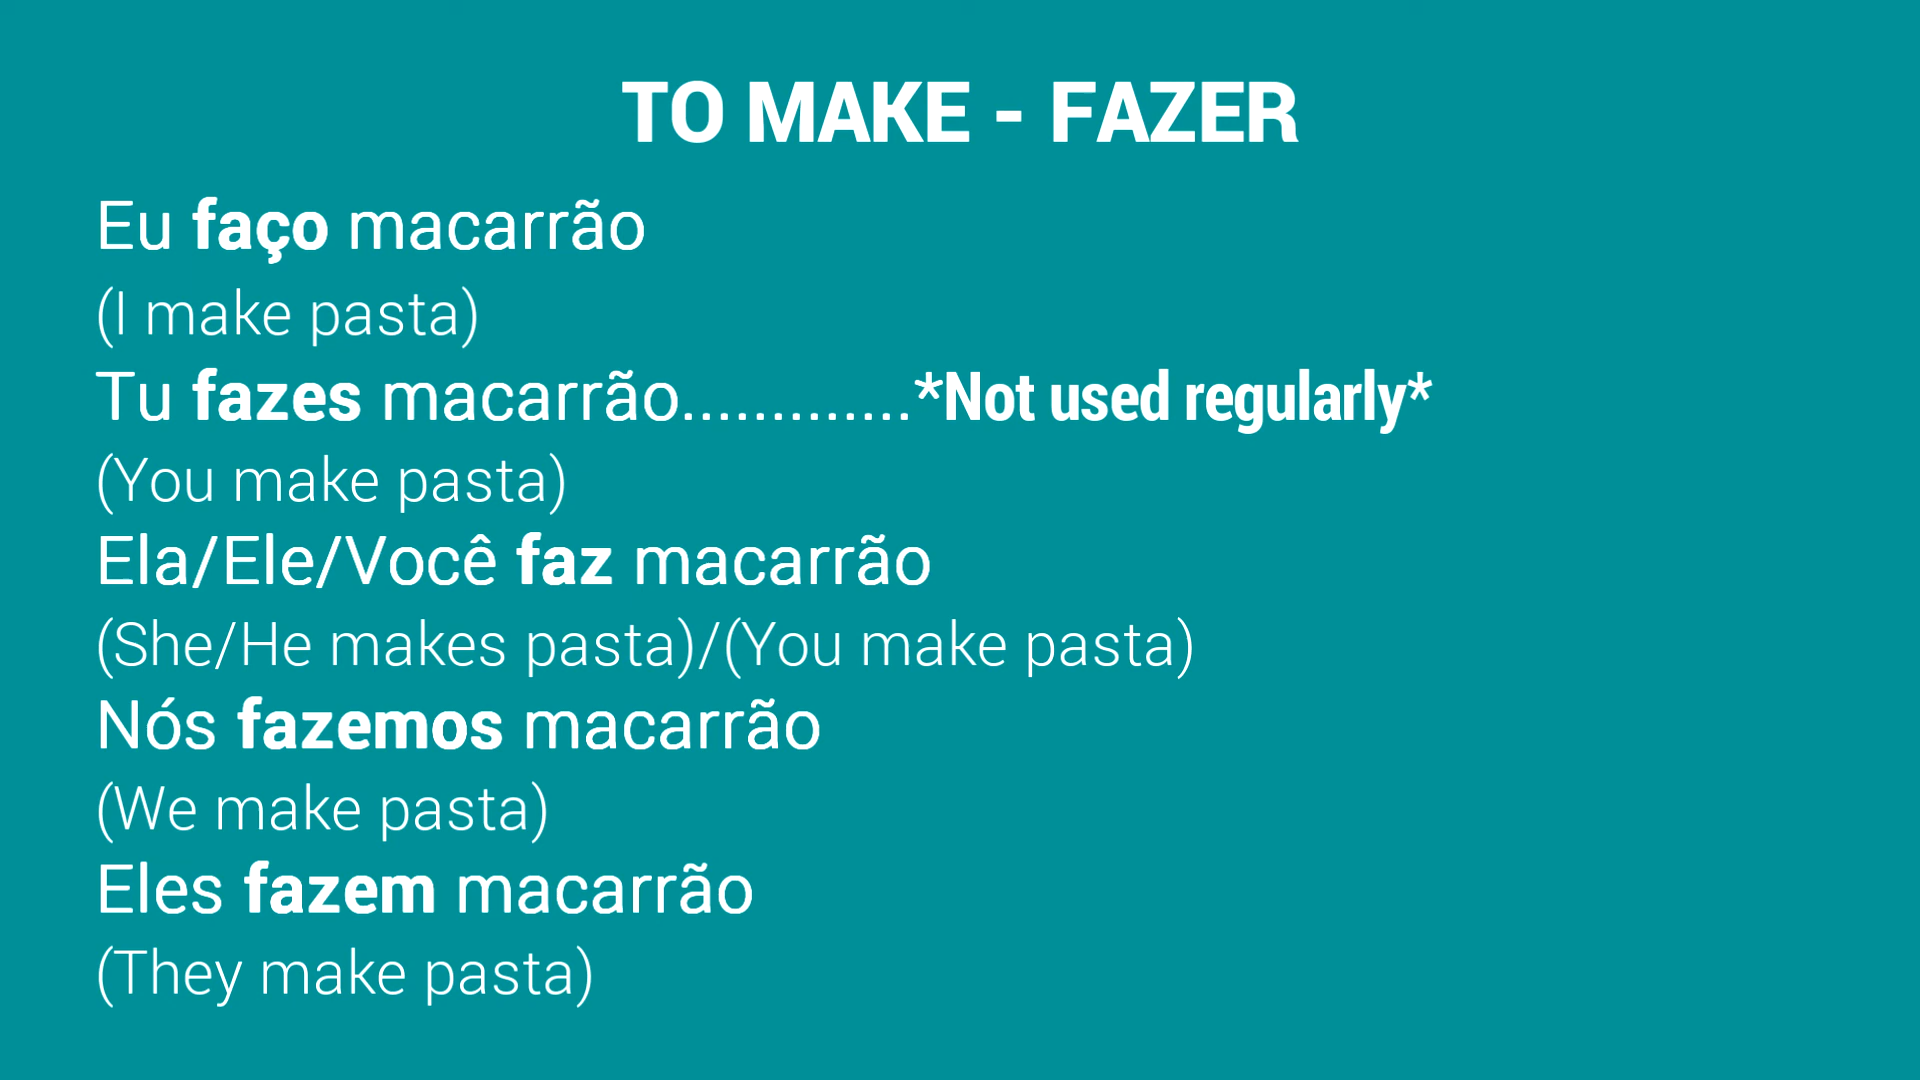 TO MAKE - FAZER
Eu faço macarrão
(I make pasta)
Tu fazes macarrão.............*Not used regularly*
(You make pasta)
Ela/Ele/Você faz macarrão
(She/He makes pasta)/(You make pasta)
Nós fazemos macarrão
(We make pasta)
Eles fazem macarrão
(They make pasta)